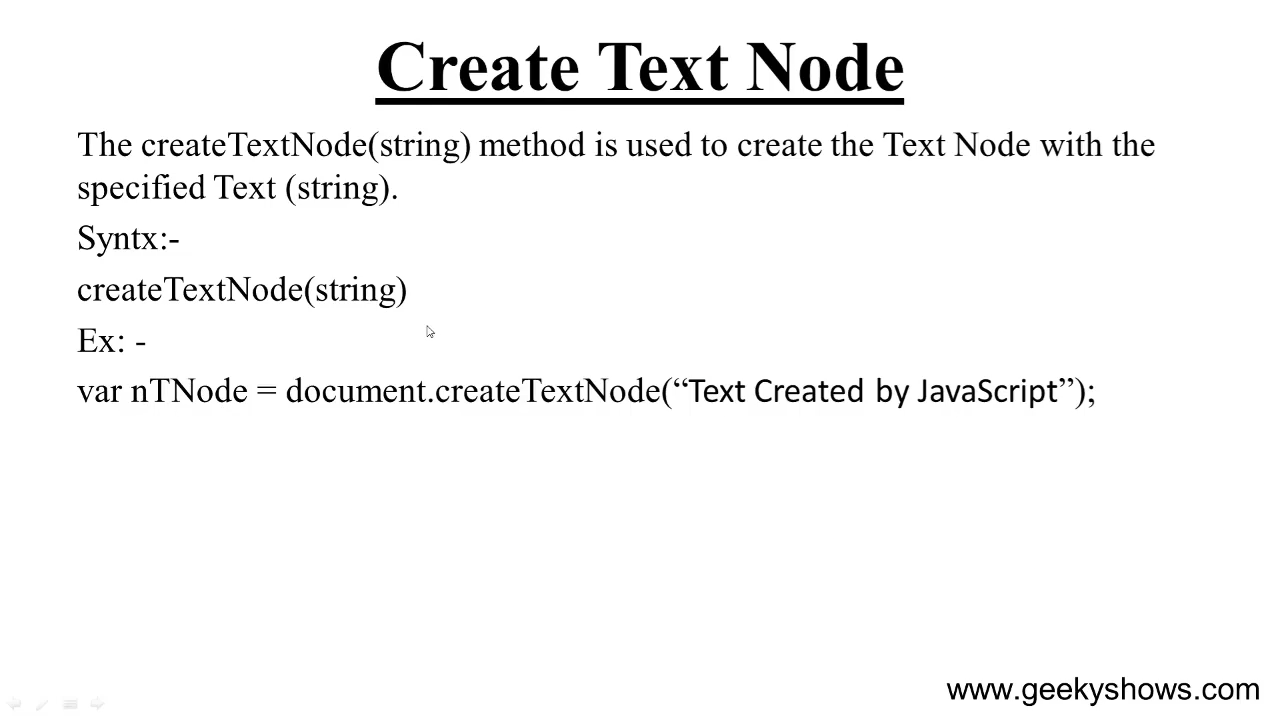 Create Text Node
The createTextNode(string) method is used to create the Text Node with the
specified Text (string).
Syntx:-
createTextNode(string)
Ex: -
var nTNode = document.createTextNode(“Text Created by JavaScript”);
www.geekyshows.com